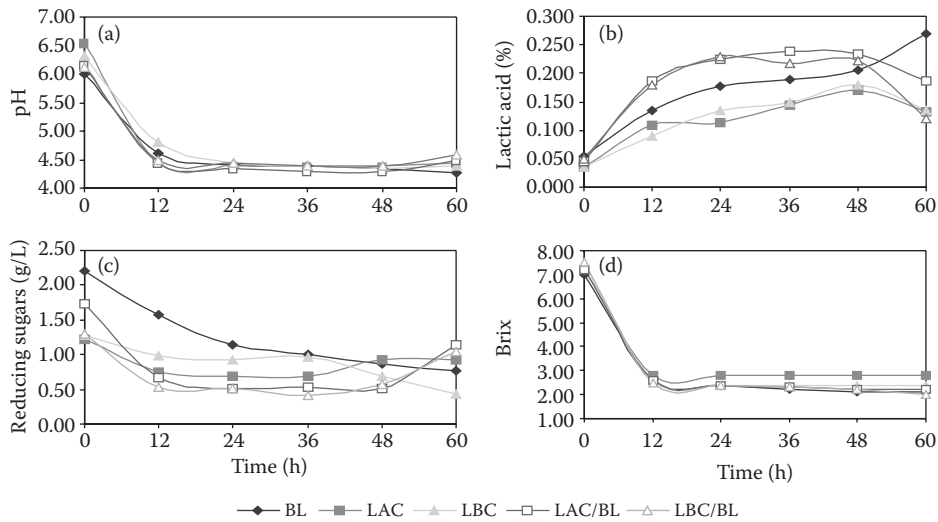 (a)
pH
7.00
6.50
6.00
5.50
5.00
4.50
4.00
0 12 24 36 48 60
(b)
Lactic acid (%)
0.300
0.250
0.200
0.150
0.100
0.050
0.000
0 12 24 36 48 60
(c)
Reducing sugars (g/L)
2.50
2.00
1.50
1.00
0.50
0.00
0 12 24 36 48 60
Time (h)
(d)
Brix
8.00
7.00
6.00
5.00
4.00
3.00
2.00
1.00
0 12 24 36 48 60
Time (h)
BL LAC LBC LAC/BL LBC/BL